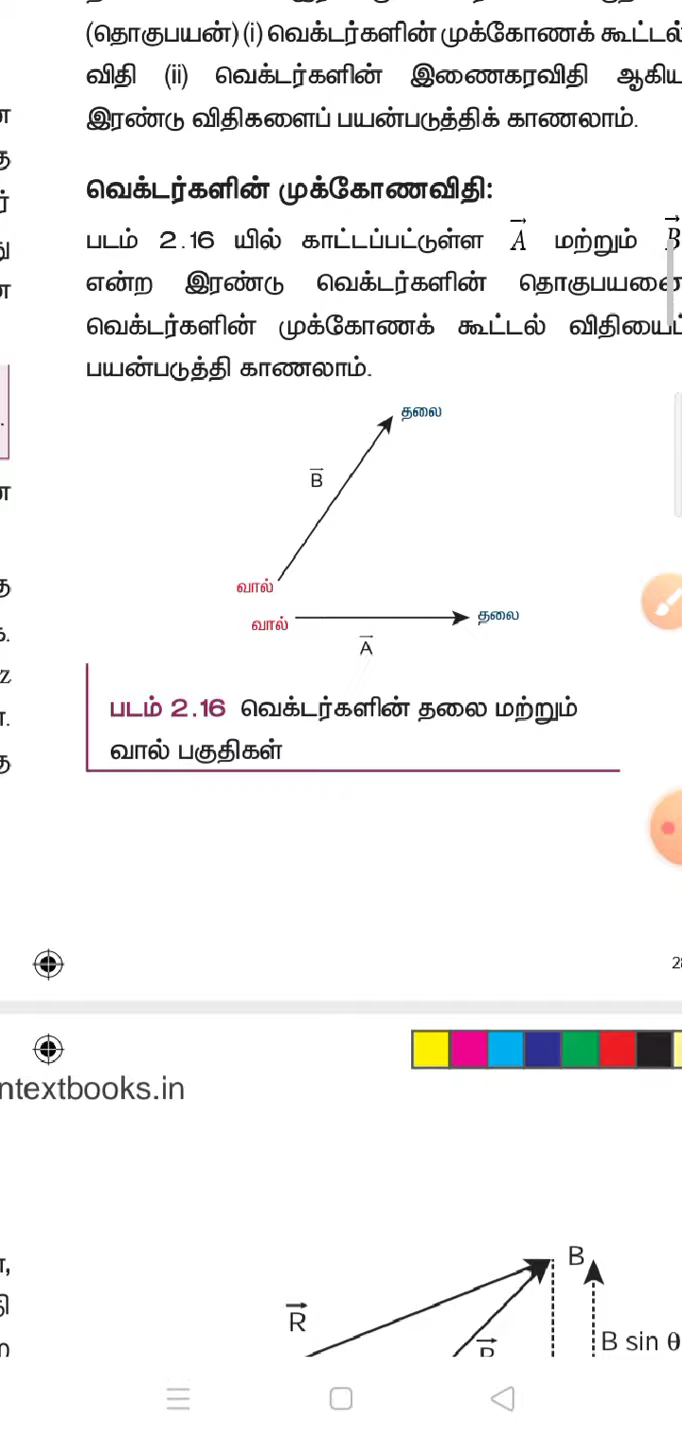 (தொகுபயன்) (i) வெக்டர்களின் முக்கோணக் கூட்டல்
விதி (ii) வெக்டர்களின் இணைகரவிதி ஆகிய
இரண்டு விதிகளைப் பயன்படுத்திக் காணலாம்.
வெக்டர்களின் முக்கோணவிதி:
படம் 2.16 யில் காட்டப்பட்டுள்ள A⃗ மற்றும் B⃗
என்ற இரண்டு வெக்டர்களின் தொகுபயனை
வெக்டர்களின் முக்கோணக் கூட்டல் விதியைப்
பயன்படுத்தி காணலாம்.
தலை
B⃗
வால்
வால்
தலை
A⃗
படம் 2.16 வெக்டர்களின் தலை மற்றும்
வால் பகுதிகள்
ntextbooks.in
B
R⃗
B sin θ